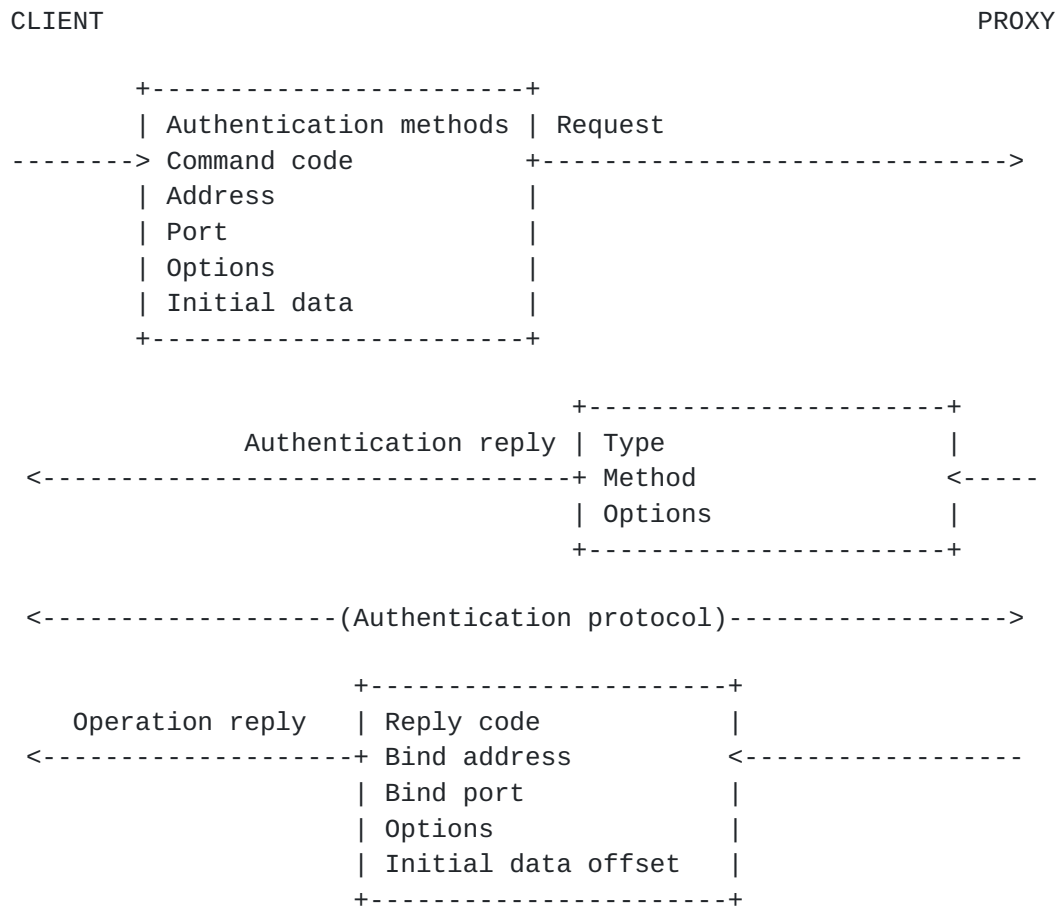 CLIENT                                                        PROXY

        +------------------------+
        | Authentication methods | Request
--------> Command code           +------------------------------>
        | Address                |
        | Port                   |
        | Options                |
        | Initial data           |
        +------------------------+

                                    +-----------------------+
               Authentication reply | Type                  |
 <----------------------------------+ Method                <-----
                                    | Options               |
                                    +-----------------------+

 <-------------------(Authentication protocol)------------------>

                      +-----------------------+
    Operation reply   | Reply code            |
 <--------------------+ Bind address          <------------------
                      | Bind port             |
                      | Options               |
                      | Initial data offset   |
                      +-----------------------+